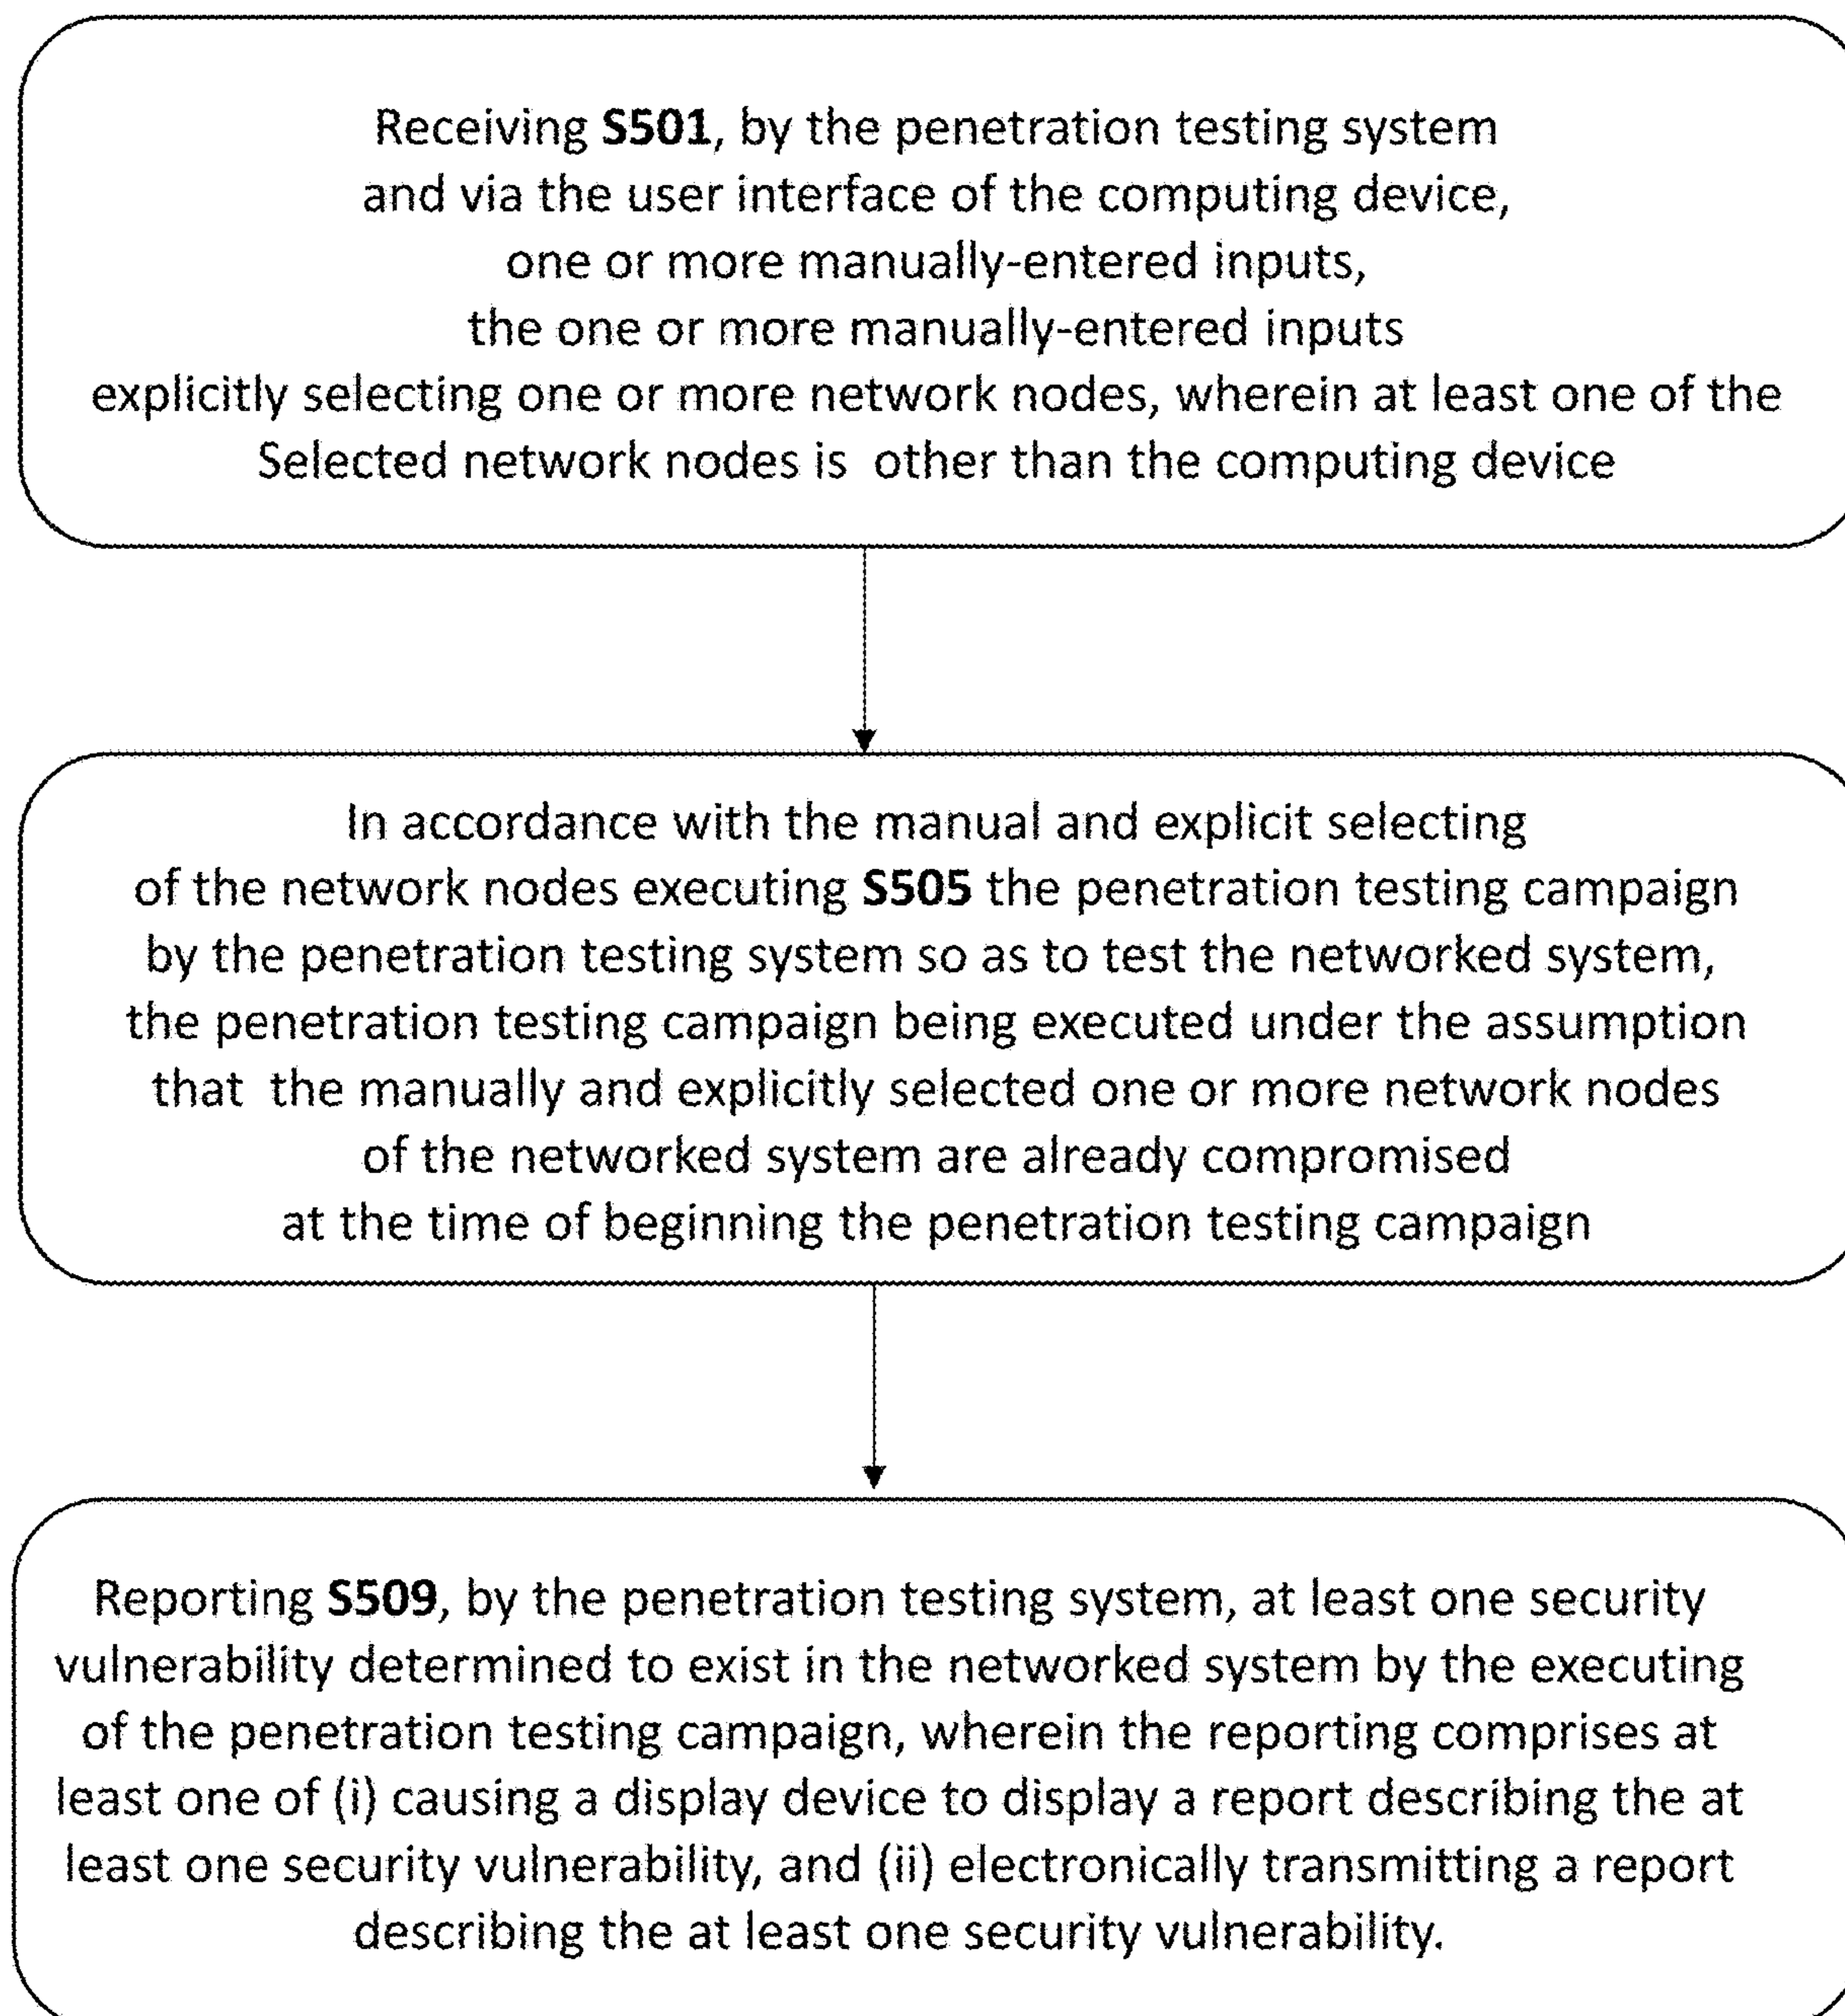 Receiving S501, by the penetration testing system
and via the user interface of the computing device,
one or more manually-entered inputs,
the one or more manually-entered inputs
explicitly selecting one or more network nodes, wherein at least one of the
Selected network nodes is other than the computing device
In accordance with the manual and explicit selecting
of the network nodes executing S505 the penetration testing campaign
by the penetration testing system so as to test the networked system,
the penetration testing campaign being executed under the assumption
that the manually and explicitly selected one or more network nodes
of the networked system are already compromised
at the time of beginning the penetration testing campaign
Reporting S509, by the penetration testing system, at least one security
vulnerability determined to exist in the networked system by the executing
of the penetration testing campaign, wherein the reporting comprises at
least one of (i) causing a display device to display a report describing the at
least one security vulnerability, and (ii) electronically transmitting a report
describing the at least one security vulnerability.